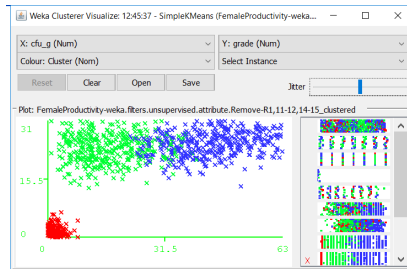 Weka Clusterer Visualize: 12:45:37 - SimpleKMeans (FemaleProductivity-weka...
X: cfu_g (Num)
Y: grade (Num)
Colour: Cluster (Nom)
Select Instance
Reset
Clear
Open
Save
Jitter
Plot: FemaleProductivity-weka.filters.unsupervised.attribute.Remove-R1,11-12,14-15_clustered
31
15.5
0
0
31.5
63
X